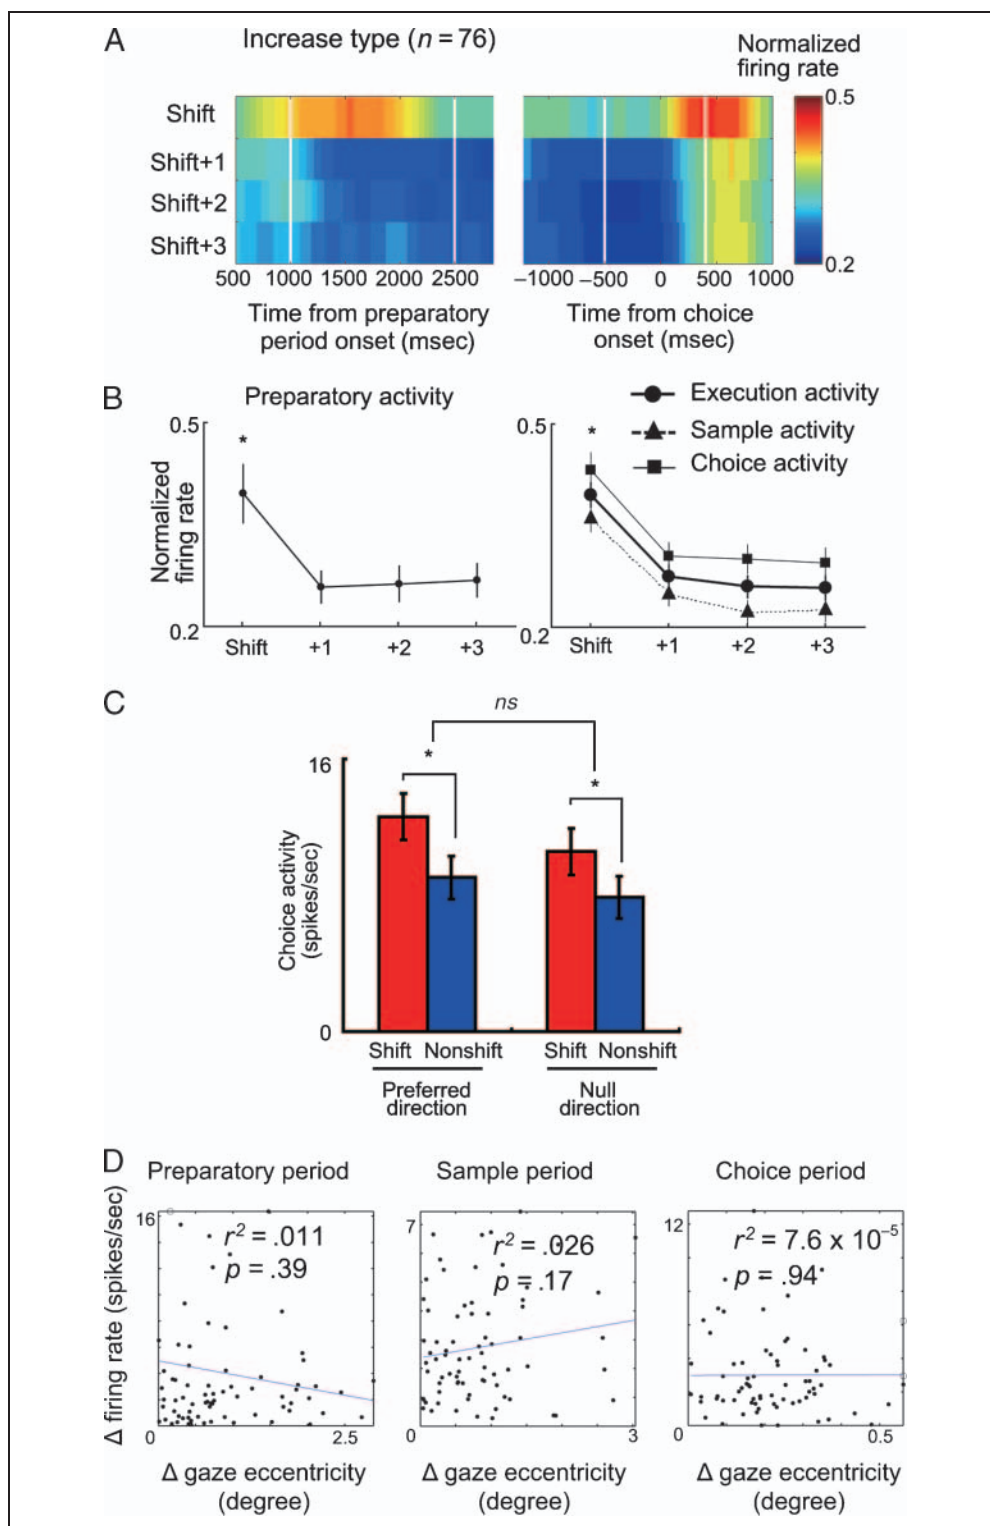 A
Increase type (n = 76)
Normalized
firing rate
Shift
Shift+1
Shift+2
Shift+3
0.5
0.2
500 1000 1500 2000 2500
−1000 −500 0 500 1000
Time from preparatory
period onset (msec)
Time from choice
onset (msec)
B
Preparatory activity
Execution activity
Sample activity
Choice activity
Normalized
firing rate
0.5
*
0.2
Shift +1 +2 +3
0.5
*
0.2
Shift +1 +2 +3
C
ns
*
*
16
0
Choice activity
(spikes/sec)
Shift Nonshift
Shift Nonshift
Preferred
direction
Null
direction
D
Preparatory period
Sample period
Choice period
Δ firing rate (spikes/sec)
16
r² = .011
p = .39
0
2.5
7
r² = .026
p = .17
0
3
12
r² = 7.6 x 10⁻⁵
p = .94
0
0.5
Δ gaze eccentricity
(degree)
Δ gaze eccentricity
(degree)
Δ gaze eccentricity
(degree)